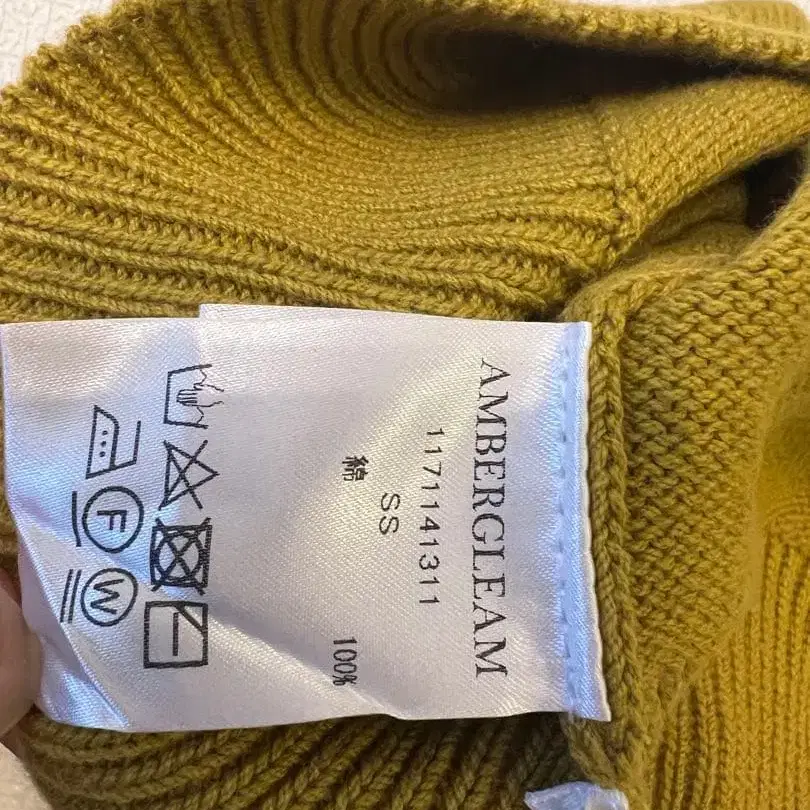 AMBERGLEAM
1171141311
SS
綿 100%
F W